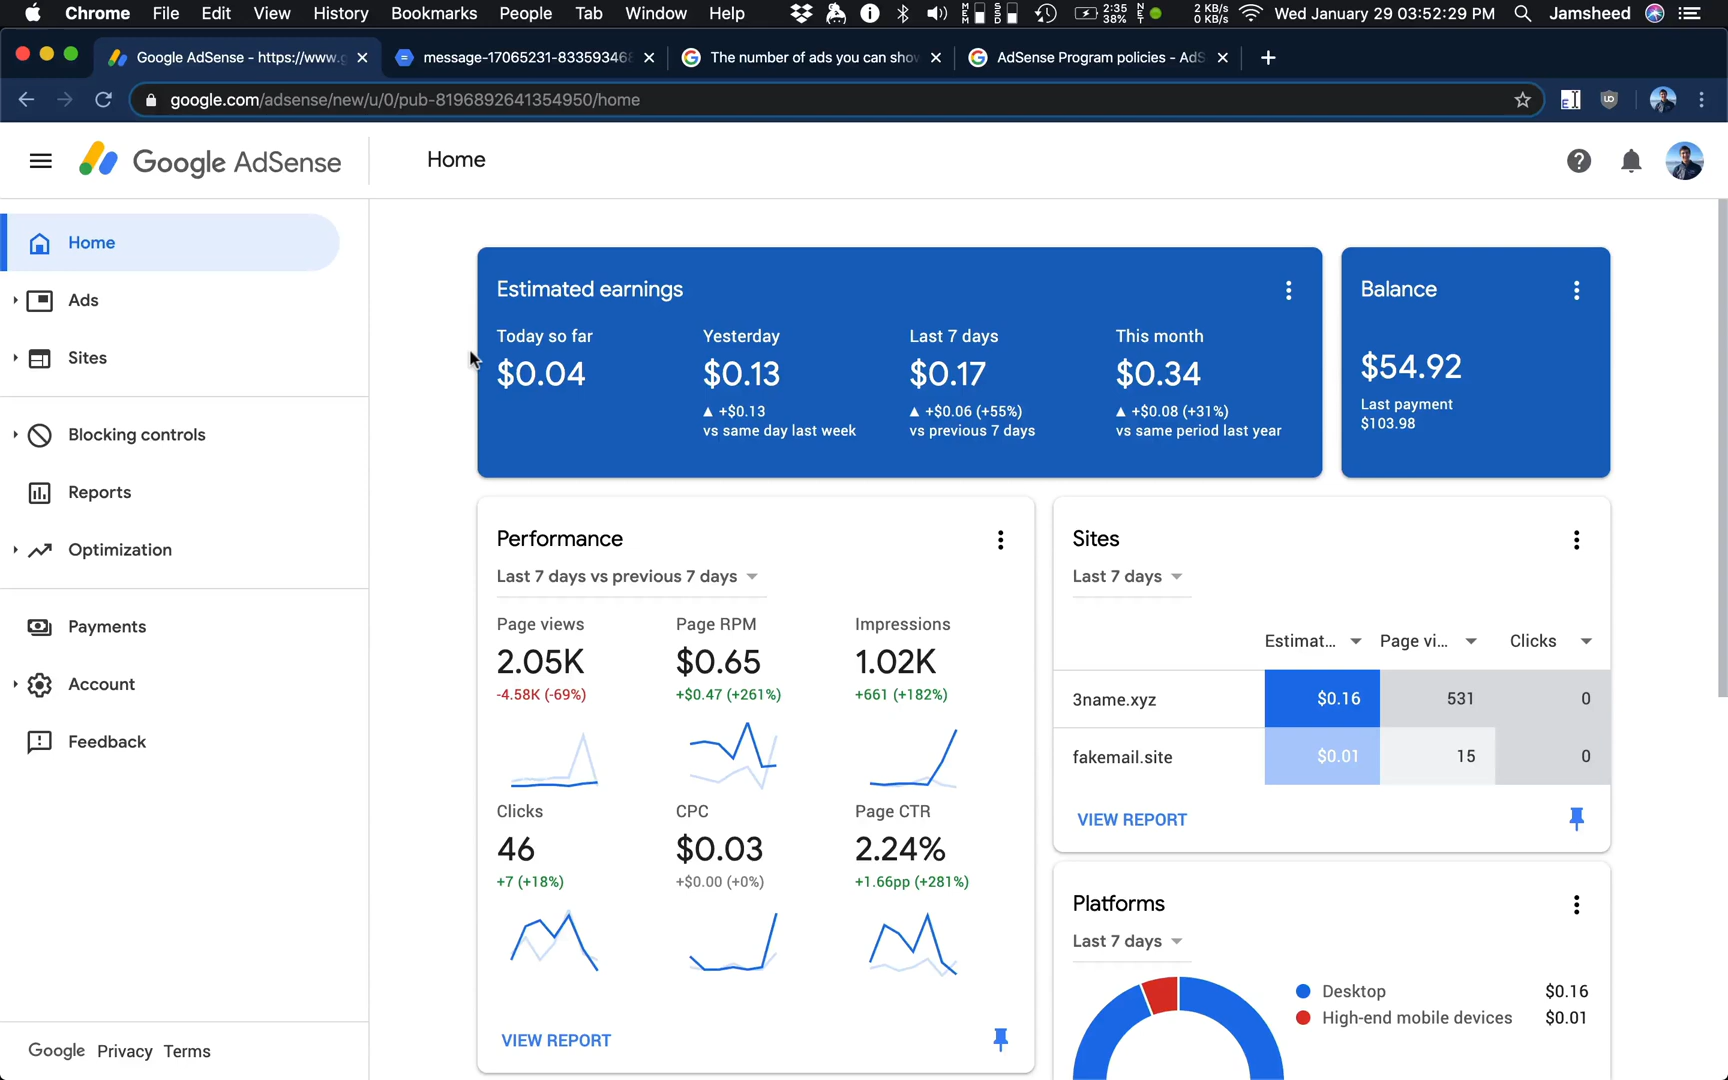 Chrome File Edit View History Bookmarks People Tab Window Help 2:35 38% 2 KB/s 0 KB/s Wed January 29 03:52:29 PM Jamsheed
Google AdSense - https://www.g
message-17065231-83359346
The number of ads you can show
AdSense Program policies - AdS
google.com/adsense/new/u/0/pub-8196892641354950/home
Google AdSense
Home
Home
Ads
Sites
Blocking controls
Reports
Optimization
Payments
Account
Feedback
Google Privacy Terms
Estimated earnings
Today so far Yesterday Last 7 days This month
$0.04 $0.13 $0.17 $0.34
+$0.13 +$0.06 (+55%) +$0.08 (+31%)
vs same day last week vs previous 7 days vs same period last year
Balance
$54.92
Last payment
$103.98
Performance
Last 7 days vs previous 7 days
Page views Page RPM Impressions
2.05K $0.65 1.02K
-4.58K (-69%) +$0.47 (+261%) +661 (+182%)
Clicks CPC Page CTR
46 $0.03 2.24%
+7 (+18%) +$0.00 (+0%) +1.66pp (+281%)
VIEW REPORT
Sites
Last 7 days
Estimat... Page vi... Clicks
3name.xyz $0.16 531 0
fakemail.site $0.01 15 0
VIEW REPORT
Platforms
Last 7 days
Desktop $0.16
High-end mobile devices $0.01